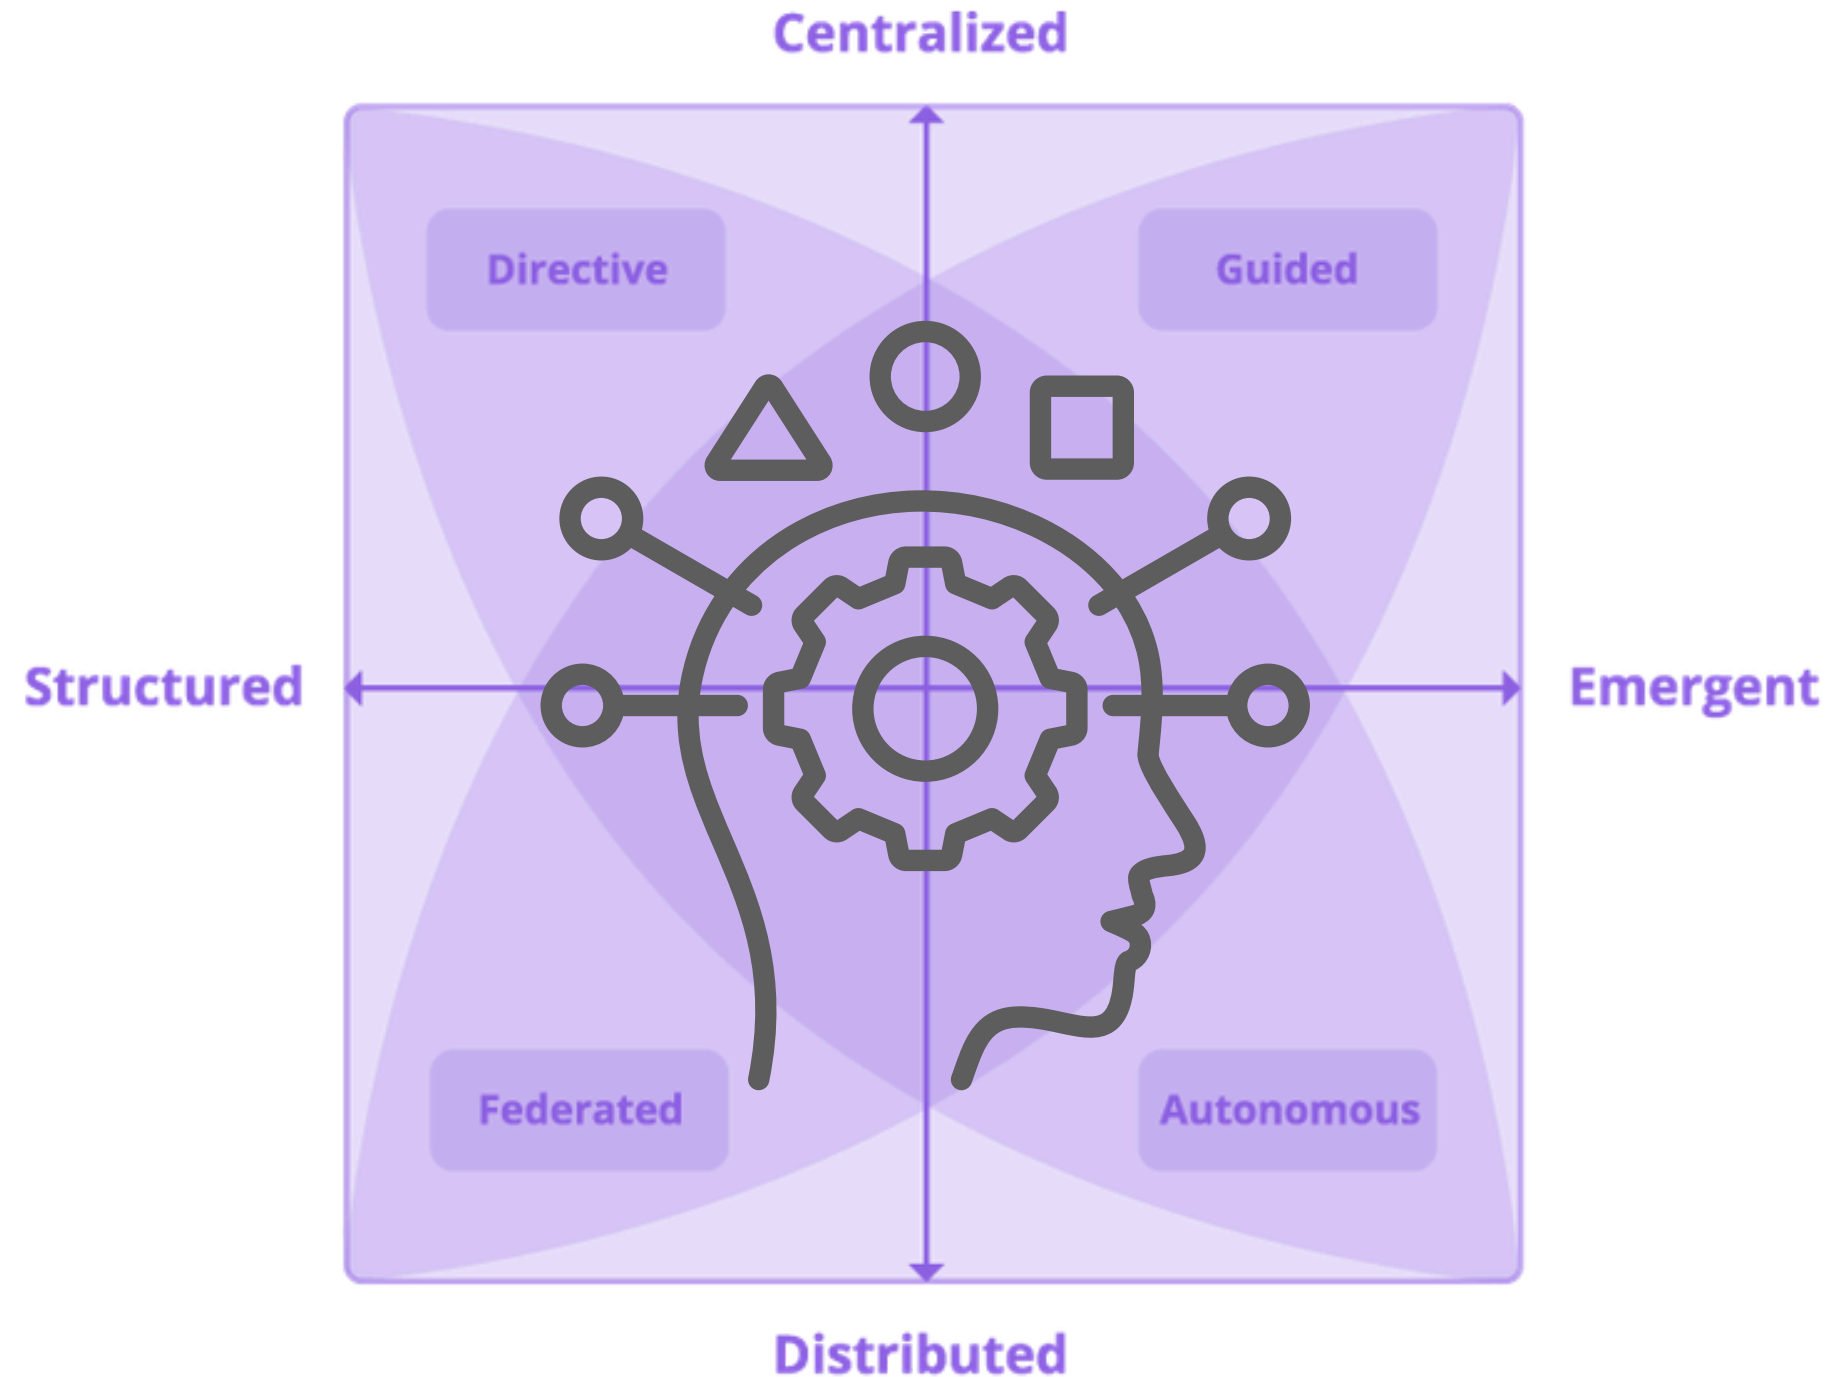 Centralized
Directive
Guided
Structured
Emergent
Federated
Autonomous
Distributed